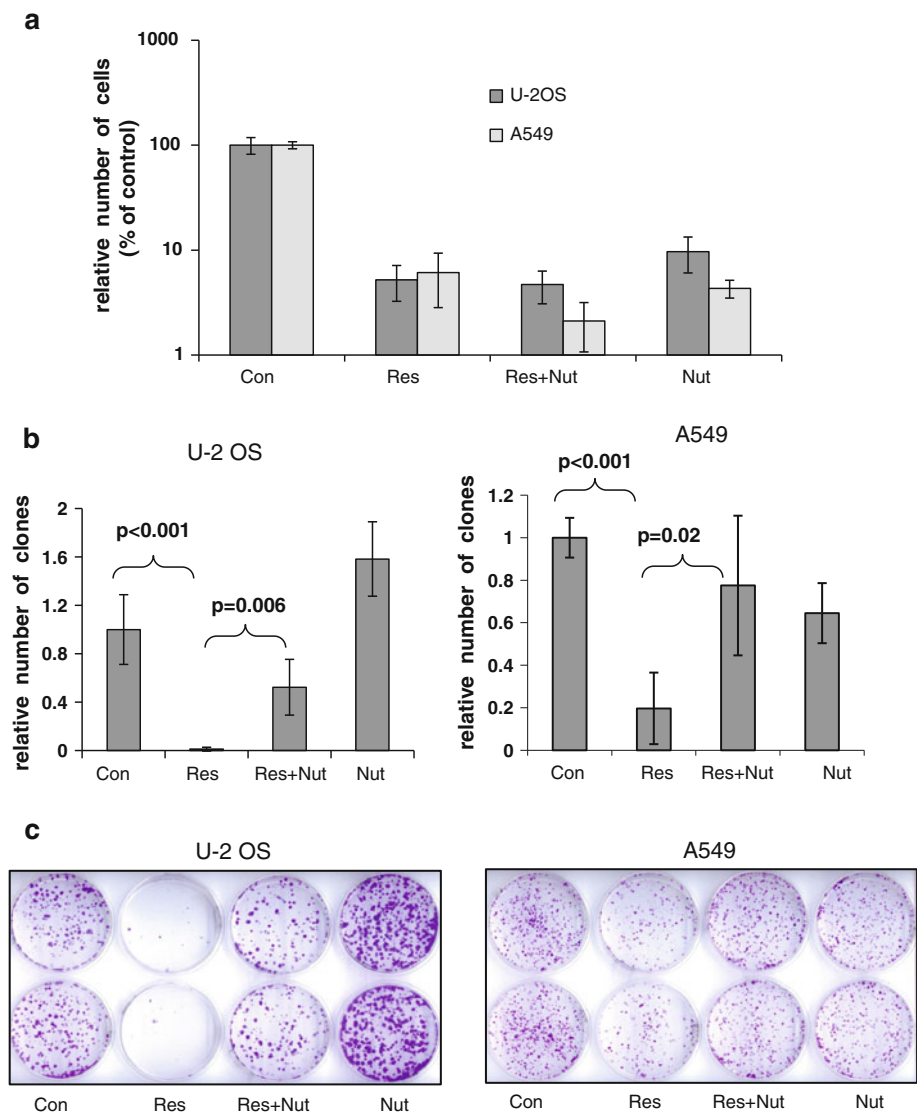 a
1000
100
10
1
relative number of cells
(% of control)
U-2OS
A549
Con Res Res+Nut Nut
b
U-2 OS
relative number of clones
2
1.6
1.2
0.8
0.4
0
p<0.001
p=0.006
Con Res Res+Nut Nut
A549
relative number of clones
1.2
1
0.8
0.6
0.4
0.2
0
p<0.001
p=0.02
Con Res Res+Nut Nut
c
U-2 OS
Con Res Res+Nut Nut
A549
Con Res Res+Nut Nut